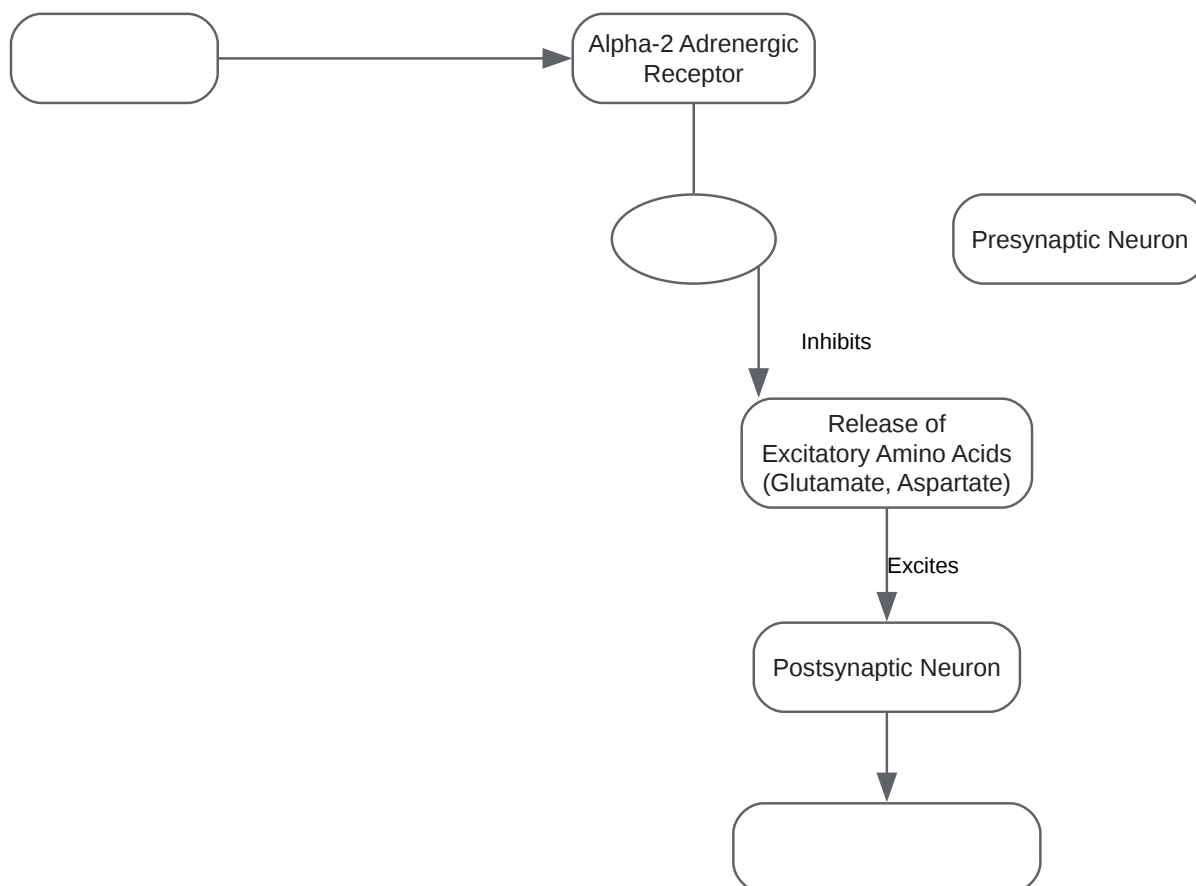 Alpha-2 Adrenergic
Receptor
Presynaptic Neuron
Inhibits
Release of
Excitatory Amino Acids
(Glutamate, Aspartate)
Excites
Postsynaptic Neuron